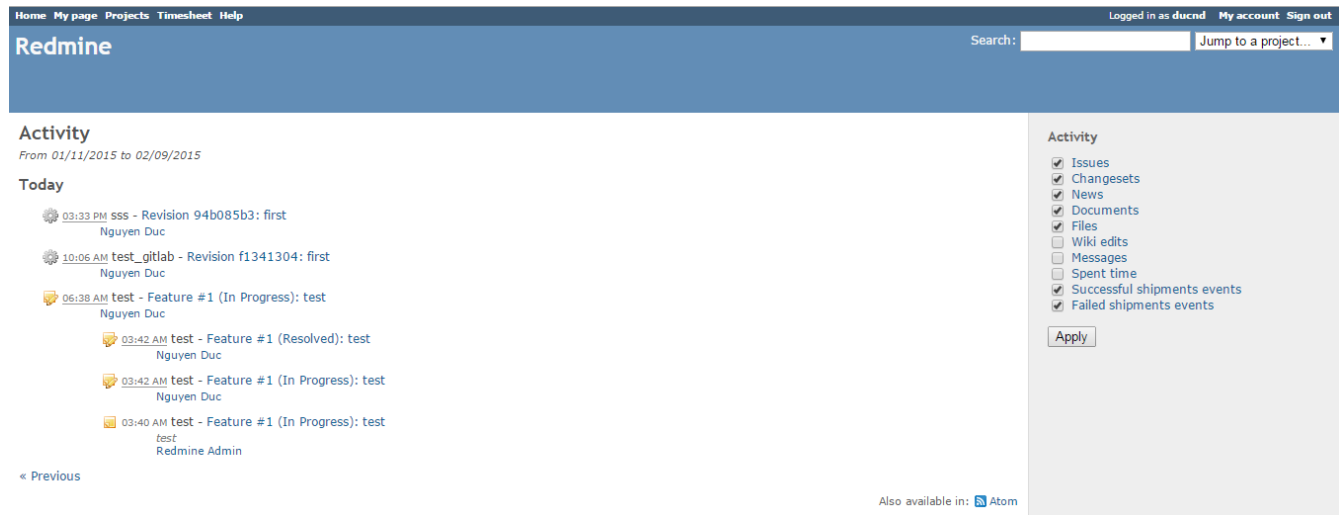 Home My page Projects Timesheet Help Logged in as ducnd My account Sign out
Redmine Search: Jump to a project...
Activity
From 01/11/2015 to 02/09/2015
Today
03:33 PM sss - Revision 94b085b3: first
Nguyen Duc
10:06 AM test_gitlab - Revision f1341304: first
Nguyen Duc
06:38 AM test - Feature #1 (In Progress): test
Nguyen Duc
03:42 AM test - Feature #1 (Resolved): test
Nguyen Duc
03:42 AM test - Feature #1 (In Progress): test
Nguyen Duc
03:40 AM test - Feature #1 (In Progress): test
test
Redmine Admin
« Previous
Also available in: Atom
Activity
Issues
Changesets
News
Documents
Files
Wiki edits
Messages
Spent time
Successful shipments events
Failed shipments events
Apply